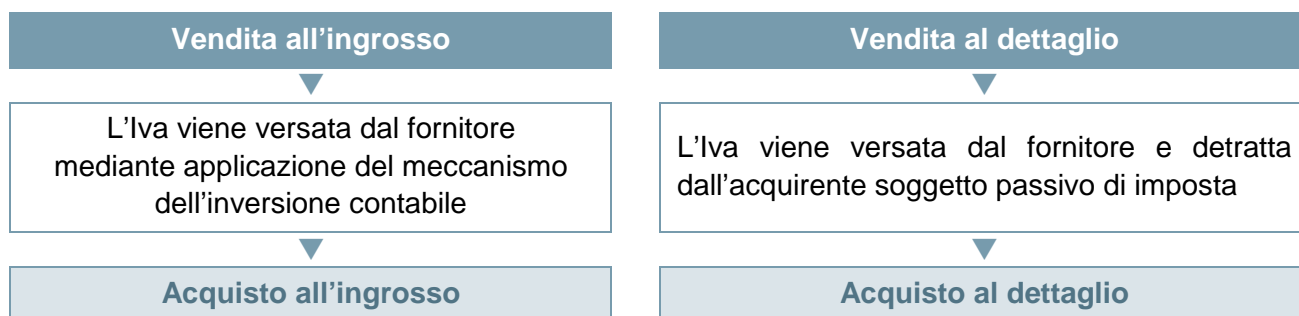 Vendita all’ingrosso
L’Iva viene versata dal fornitore
mediante applicazione del meccanismo
dell’inversione contabile
Acquisto all’ingrosso
Vendita al dettaglio
L’Iva viene versata dal fornitore e detratta
dall’acquirente soggetto passivo di imposta
Acquisto al dettaglio